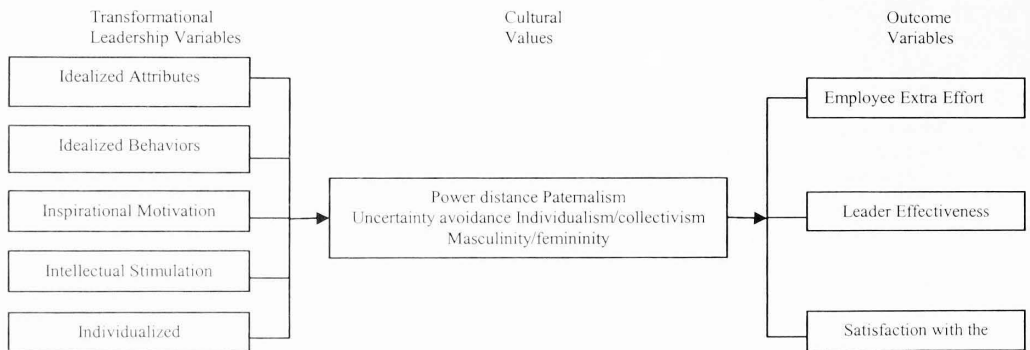 Transformational
Leadership Variables
Cultural
Values
Outcome
Variables
Idealized Attributes
Idealized Behaviors
Inspirational Motivation
Intellectual Stimulation
Individualized
Power distance Paternalism
Uncertainty avoidance Individualism/collectivism
Masculinity/femininity
Employee Extra Effort
Leader Effectiveness
Satisfaction with the